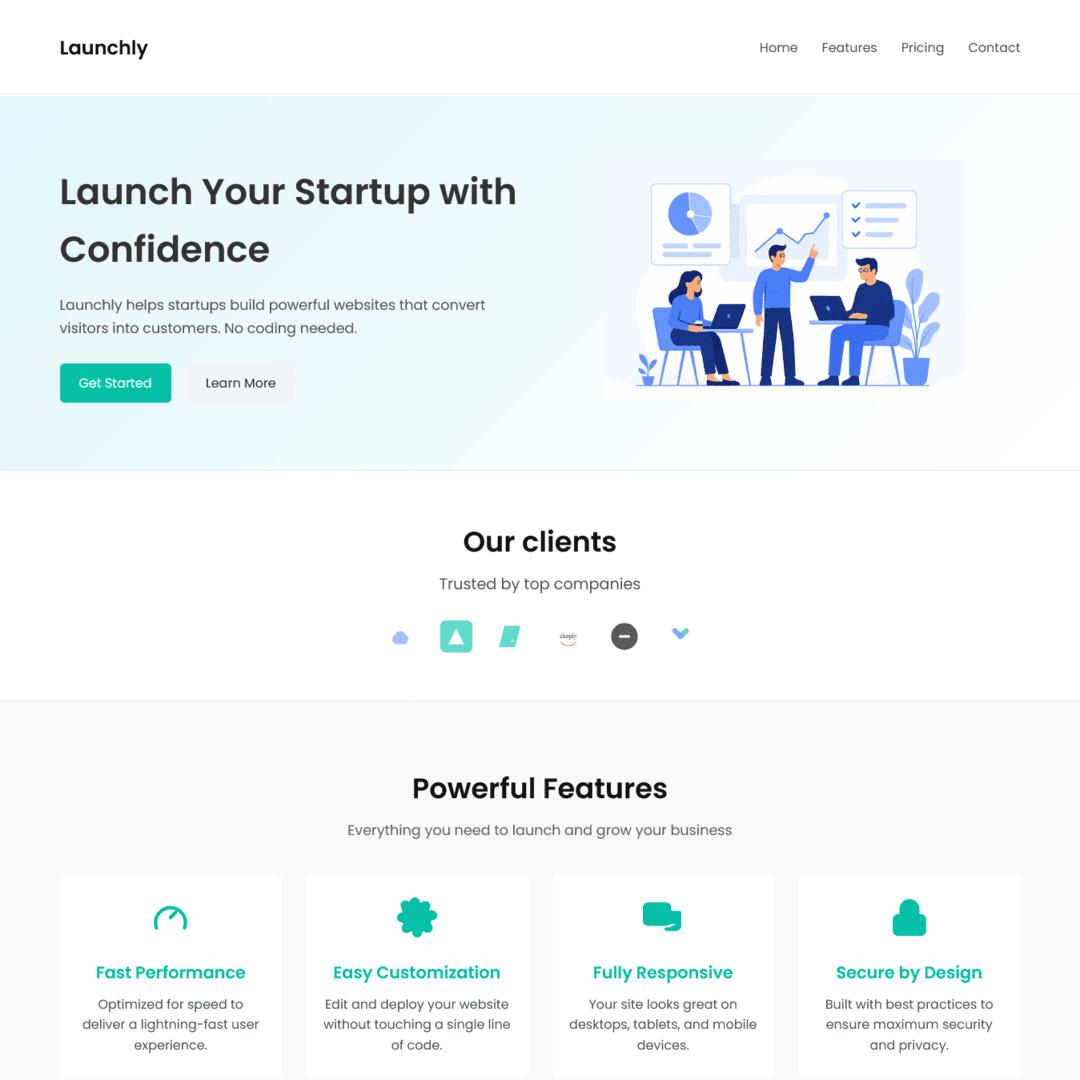 Launchly
Home Features Pricing Contact
Launch Your Startup with
Confidence
Launchly helps startups build powerful websites that convert
visitors into customers. No coding needed.
Get Started Learn More
Our clients
Trusted by top companies
shoply
Powerful Features
Everything you need to launch and grow your business
Fast Performance
Optimized for speed to
deliver a lightning-fast user
experience.
Easy Customization
Edit and deploy your website
without touching a single line
of code.
Fully Responsive
Your site looks great on
desktops, tablets, and mobile
devices.
Secure by Design
Built with best practices to
ensure maximum security
and privacy.